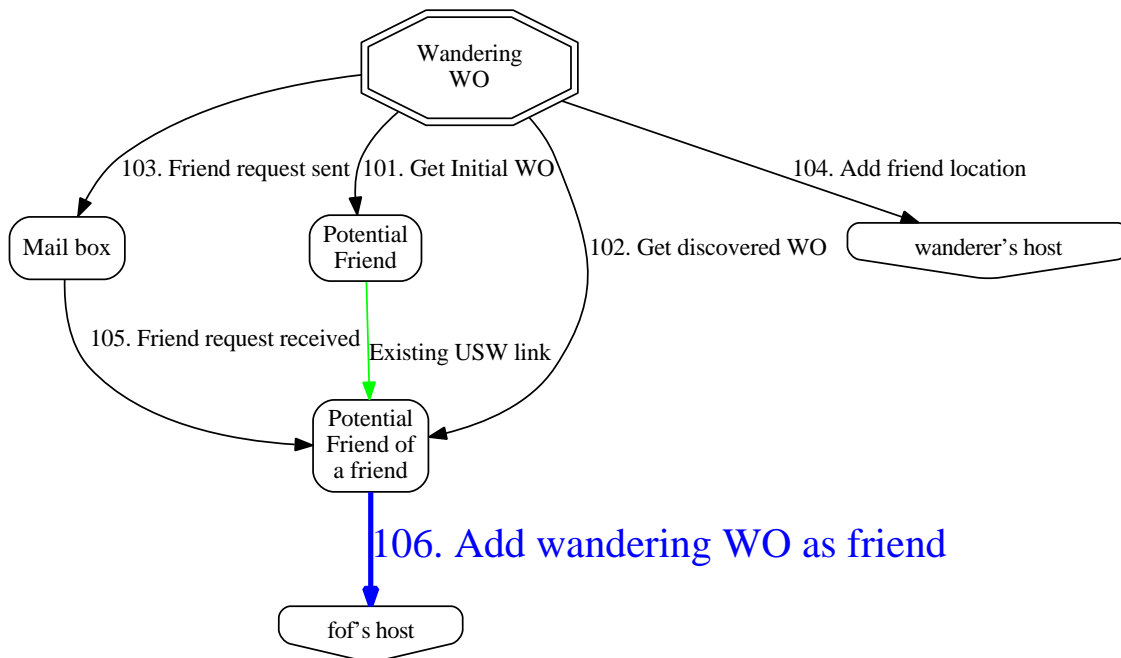 Wandering
WO
103. Friend request sent
101. Get Initial WO
104. Add friend location
Mail box
Potential
Friend
102. Get discovered WO
wanderer's host
105. Friend request received
Existing USW link
Potential
Friend of
a friend
106. Add wandering WO as friend
fof's host